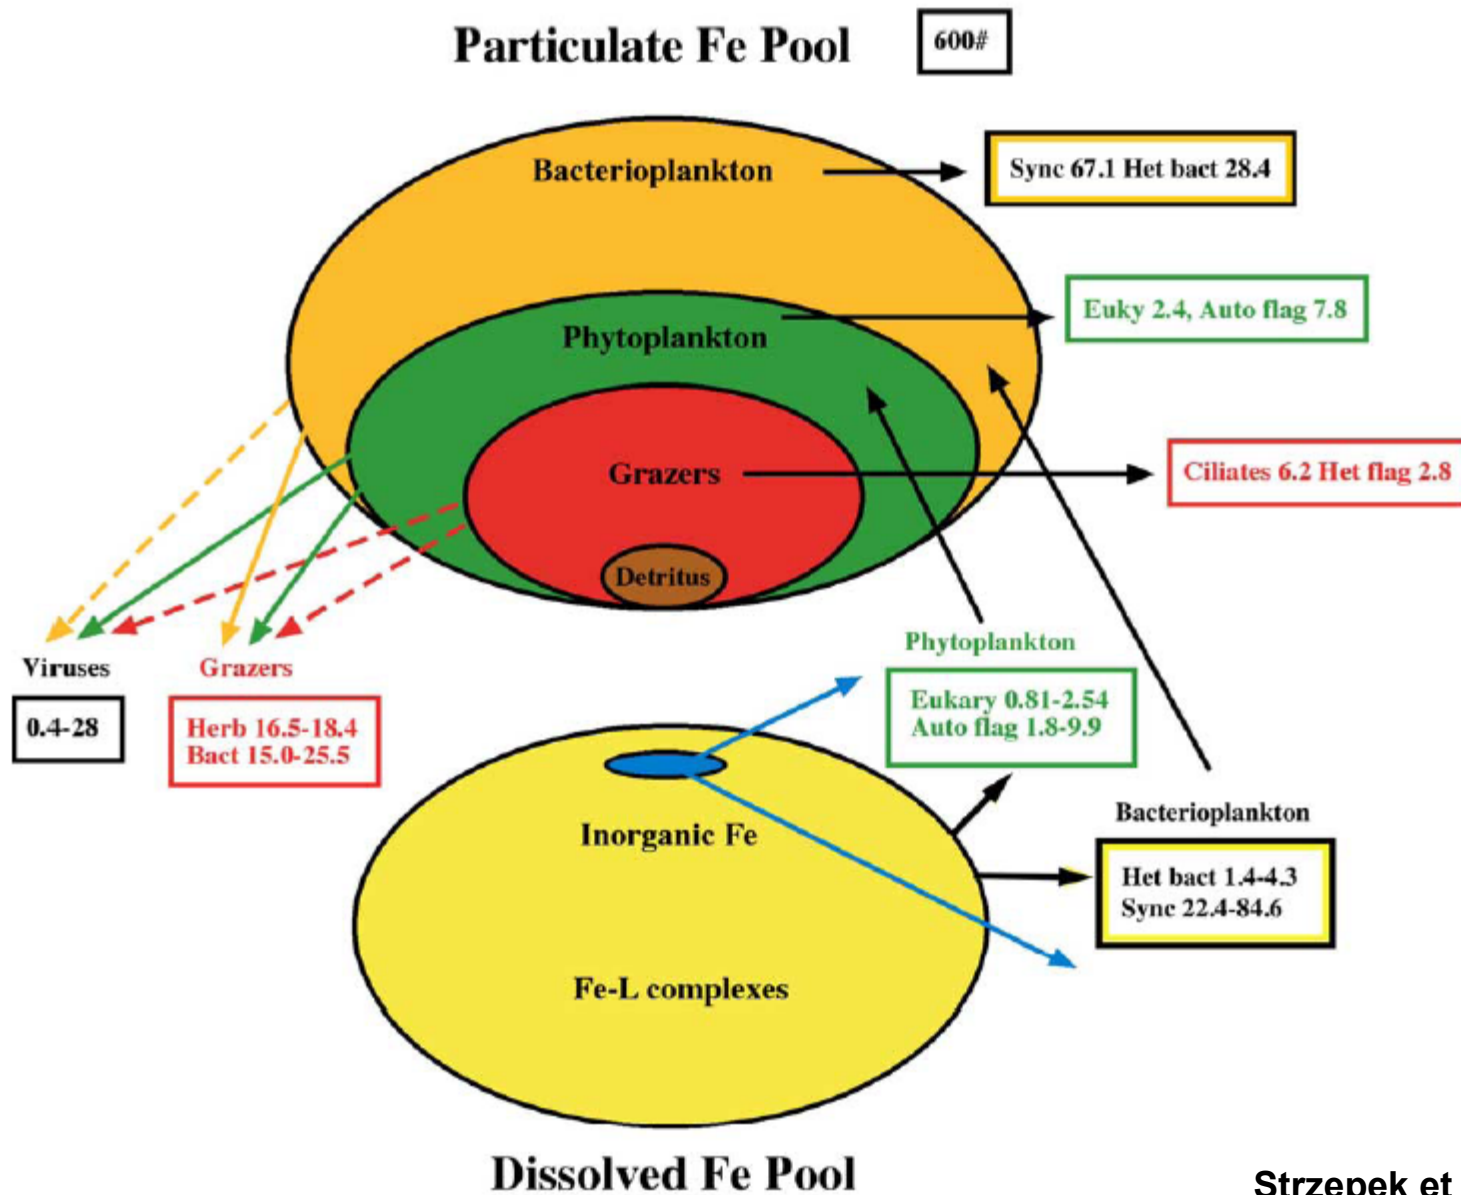 Particulate Fe Pool
600#
Bacterioplankton
Sync 67.1 Het bact 28.4
Phytoplankton
Euky 2.4, Auto flag 7.8
Grazers
Ciliates 6.2 Het flag 2.8
Detritus
Viruses
0.4-28
Grazers
Herb 16.5-18.4
Bact 15.0-25.5
Phytoplankton
Eukary 0.81-2.54
Auto flag 1.8-9.9
Bacterioplankton
Het bact 1.4-4.3
Sync 22.4-84.6
Inorganic Fe
Fe-L complexes
Dissolved Fe Pool
Strzepek et